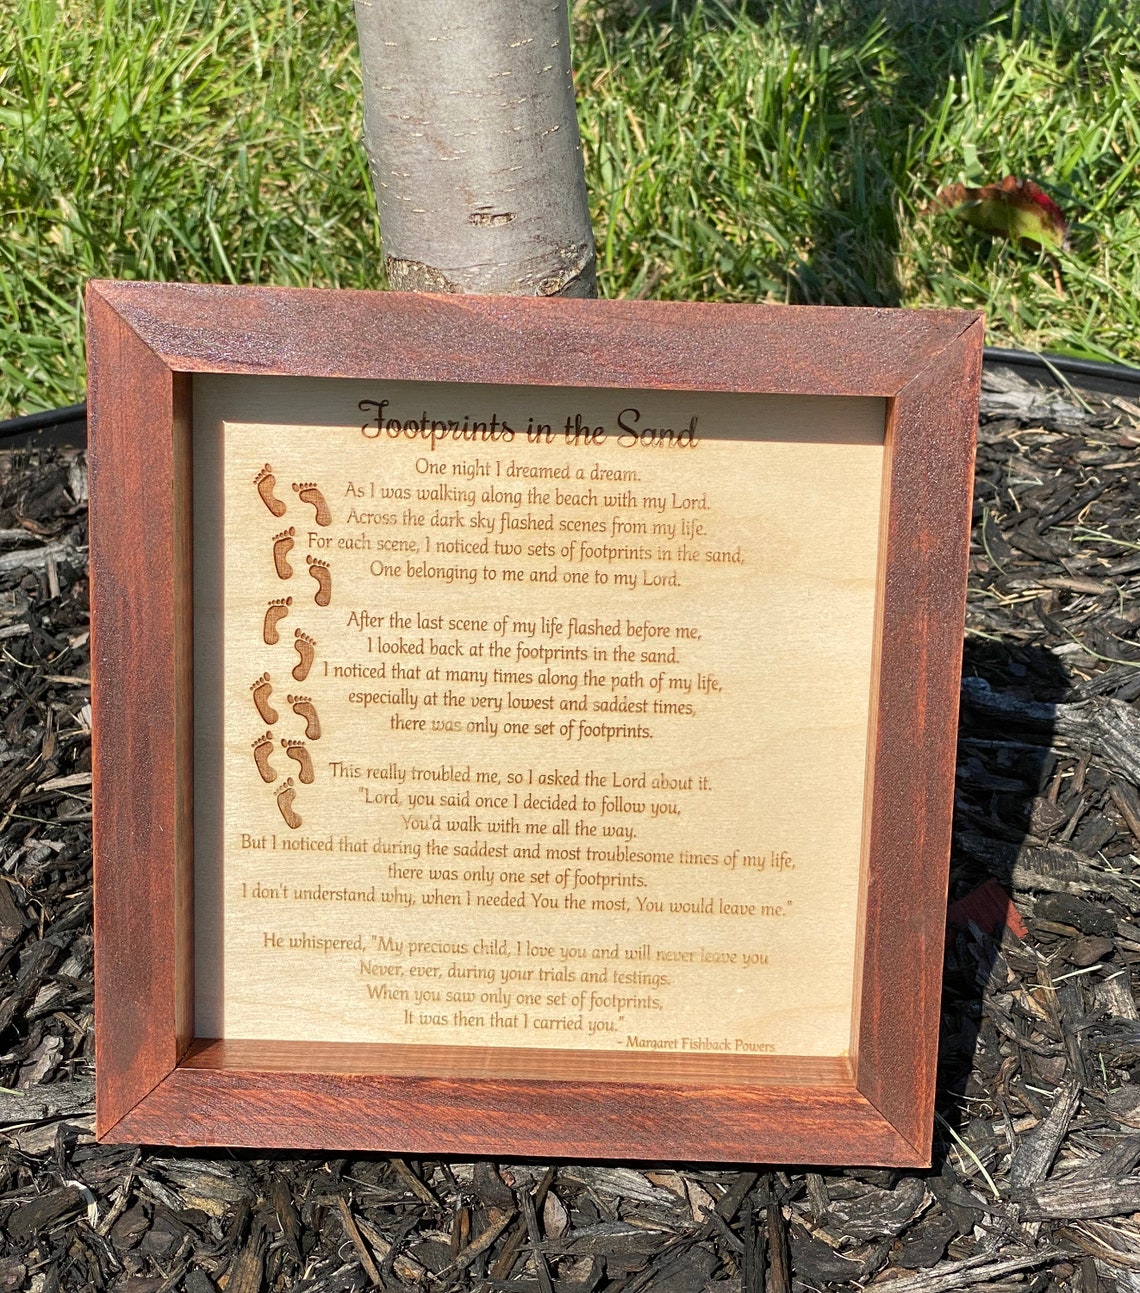 Footprints in the Sand
One night I dreamed a dream.
As I was walking along the beach with my Lord.
Across the dark sky flashed scenes from my life.
For each scene, I noticed two sets of footprints in the sand,
One belonging to me and one to my Lord.
After the last scene of my life flashed before me,
I looked back at the footprints in the sand.
I noticed that at many times along the path of my life,
especially at the very lowest and saddest times,
there was only one set of footprints.
This really troubled me, so I asked the Lord about it.
"Lord, you said once I decided to follow you,
You'd walk with me all the way.
But I noticed that during the saddest and most troublesome times of my life,
there was only one set of footprints.
I don't understand why, when I needed You the most, You would leave me."
He whispered, "My precious child, I love you and will never leave you
Never, ever, during your trials and testings.
When you saw only one set of footprints,
It was then that I carried you."
- Margaret Fishback Powers